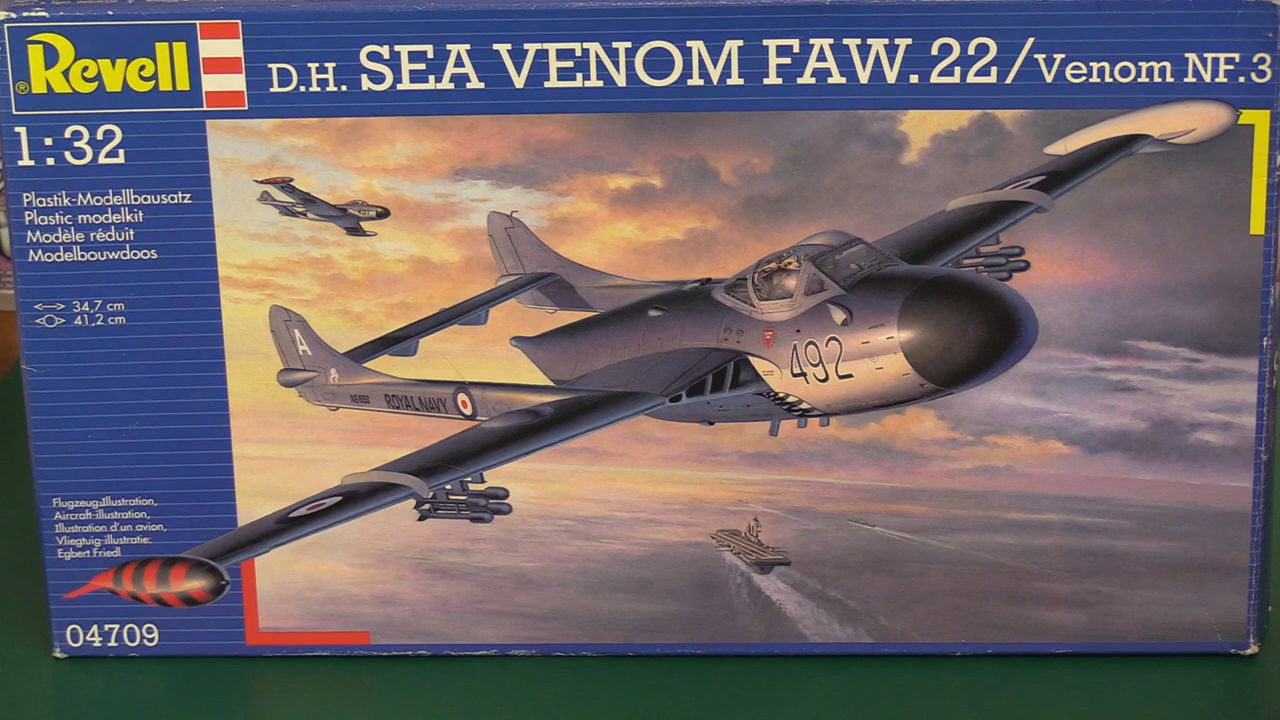 ®Revell
D.H. SEA VENOM FAW.22/Venom NF.3
1:32
Plastik-Modellbausatz
Plastic modelkit
Modèle réduit
Modelbouwdoos
34,7 cm
41,2 cm
A
ROYAL NAVY
492
Flugzeug-Illustration,
Aircraft-illustration,
Illustration d'un avion,
Vliegtuig-illustratie:
Egbert Friedl
04709